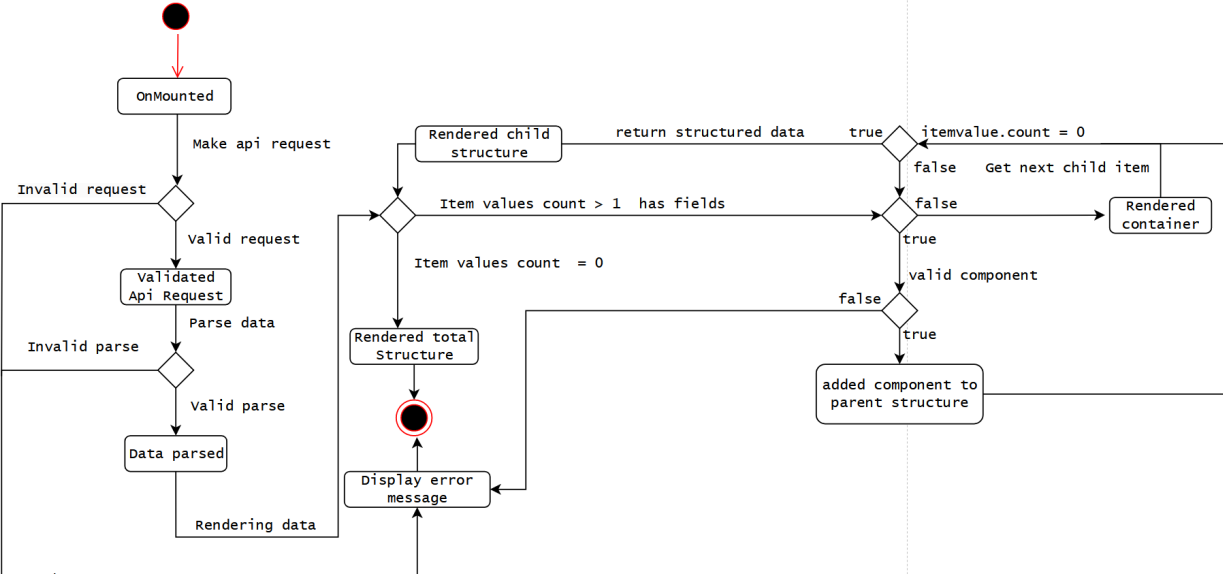 OnMounted
Make api request
Invalid request
Valid request
Validated
Api Request
Parse data
Invalid parse
Valid parse
Data parsed
Rendering data
Rendered child
structure
return structured data
true
itemvalue.count = 0
false
Get next child item
Item values count > 1 has fields
false
Rendered
container
true
Item values count = 0
valid component
false
true
Rendered total
Structure
added component to
parent structure
Display error
message